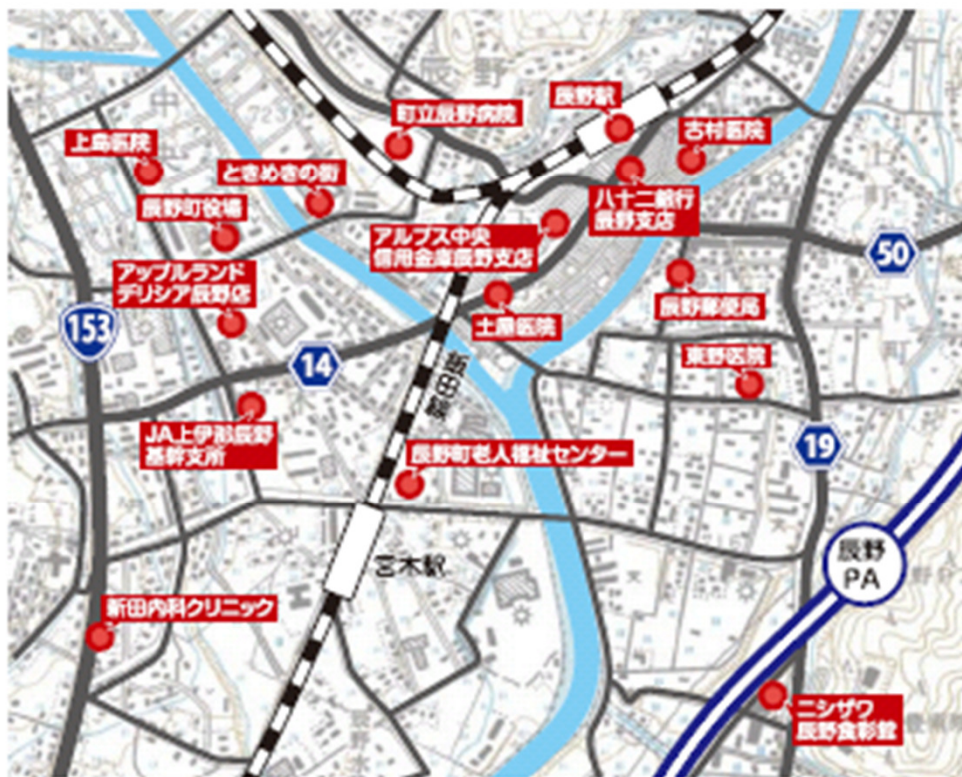 辰野
町立辰野病院
辰野駅
古村医院
上島医院
ときめきの街
八十二銀行
辰野支店
辰野町役場
アルプス中央
信用金庫辰野支店
50
アップルランド
デリシア辰野店
辰野郵便局
153
土屋医院
14
東野医院
飯田線
JA上伊那辰野
基幹支所
19
辰野町老人福祉センター
辰野
PA
宮木駅
新田内科クリニック
ニシザワ
辰野食彩館